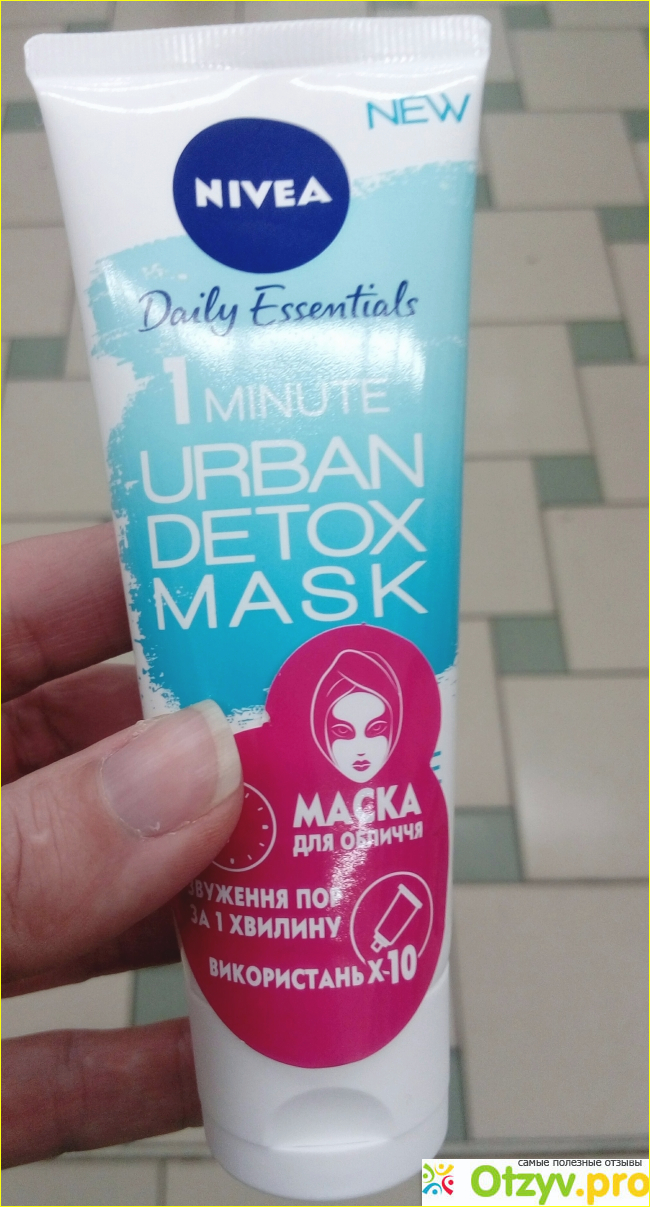 NEW
NIVEA
Daily Essentials
1 MINUTE
URBAN
DETOX
MASK
МАСКА
ДЛЯ ОБЛИЧЧЯ
ЗВУЖЕННЯ ПОР
ЗА 1 ХВИЛИНУ
ВИКОРИСТАНЬ X~10
самые полезные отзывы
Otzyv.pro